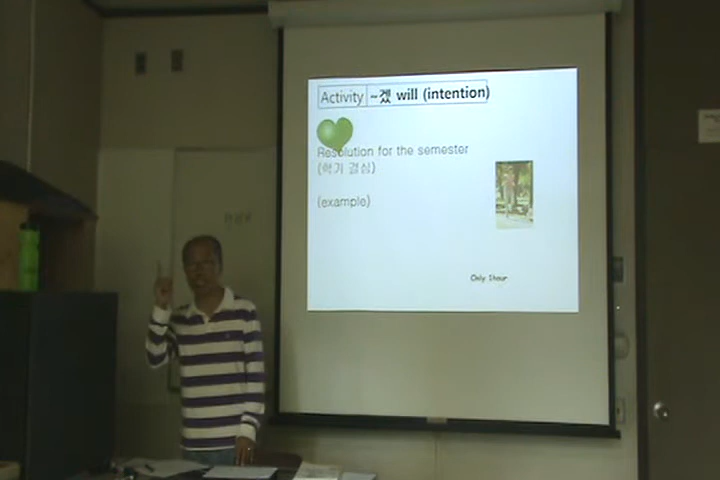 Activity ~겠 will (intention)
Resolution for the semester
(학기 결심)
(example)
Only 1hour